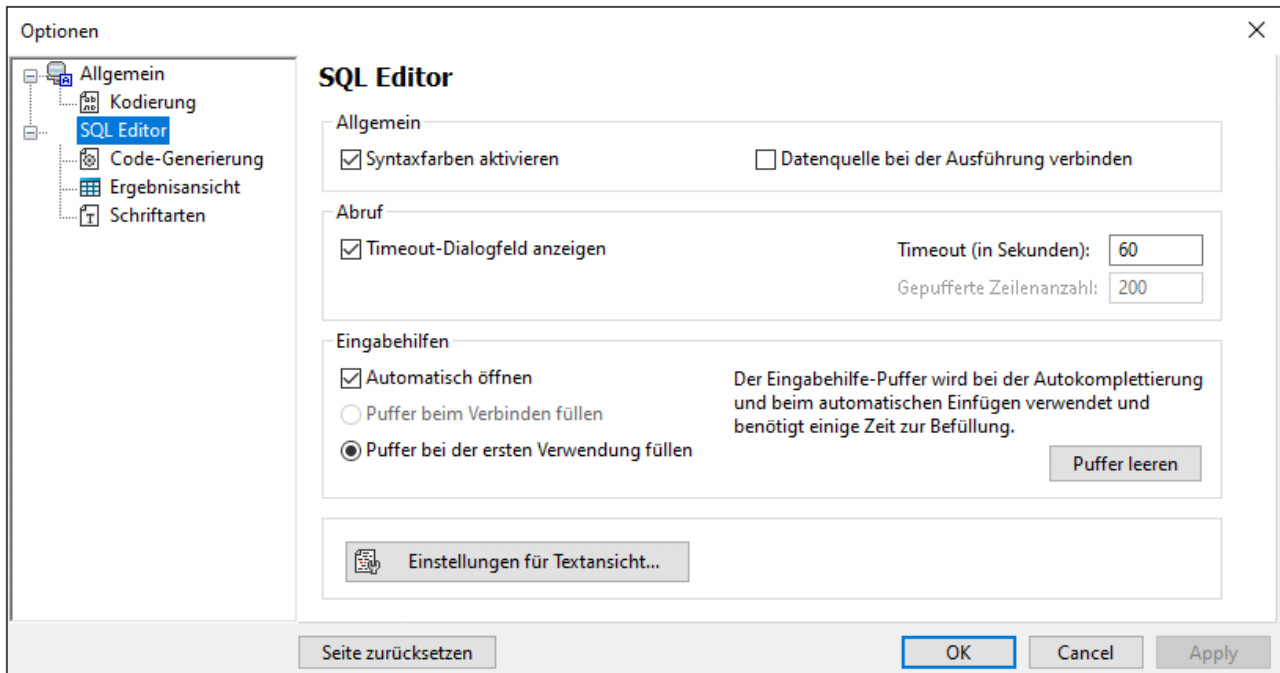 Optionen
Allgemein
Kodierung
SQL Editor
Code-Generierung
Ergebnisansicht
Schriftarten
SQL Editor
Allgemein
Syntaxfarben aktivieren
Datenquelle bei der Ausführung verbinden
Abruf
Timeout-Dialogfeld anzeigen
Timeout (in Sekunden): 60
Gepufferte Zeilenanzahl: 200
Eingabehilfen
Automatisch öffnen
Puffer beim Verbinden füllen
Puffer bei der ersten Verwendung füllen
Der Eingabehilfe-Puffer wird bei der Autokomplettierung
und beim automatischen Einfügen verwendet und
benötigt einige Zeit zur Befüllung.
Puffer leeren
Einstellungen für Textansicht...
Seite zurücksetzen
OK
Cancel
Apply